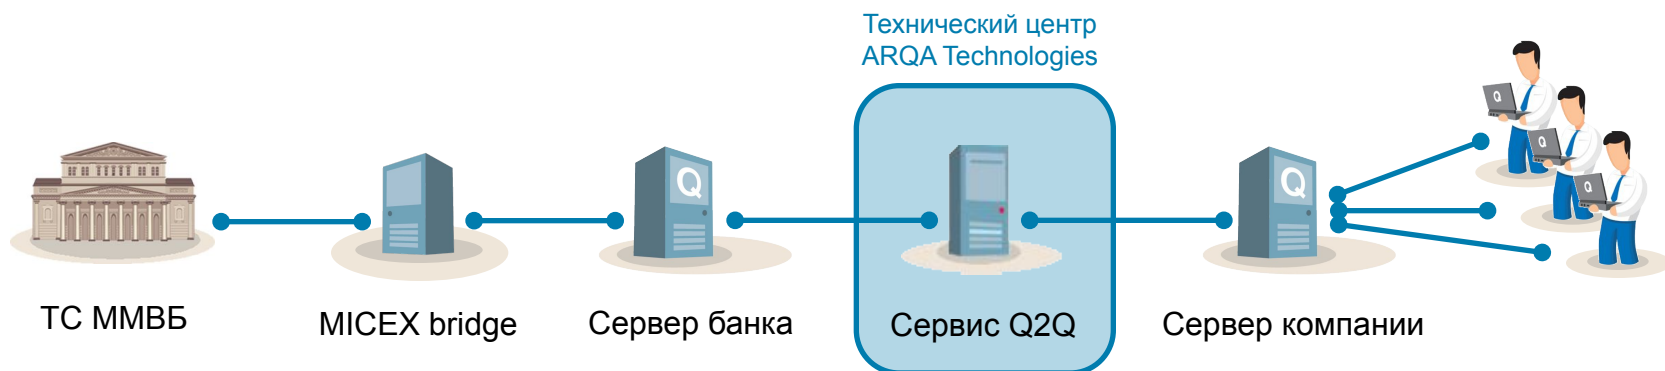 Технический центр
ARQA Technologies
Q
Q
Q
Q
Q
ТС ММВБ
MICEX bridge
Сервер банка
Сервис Q2Q
Сервер компании